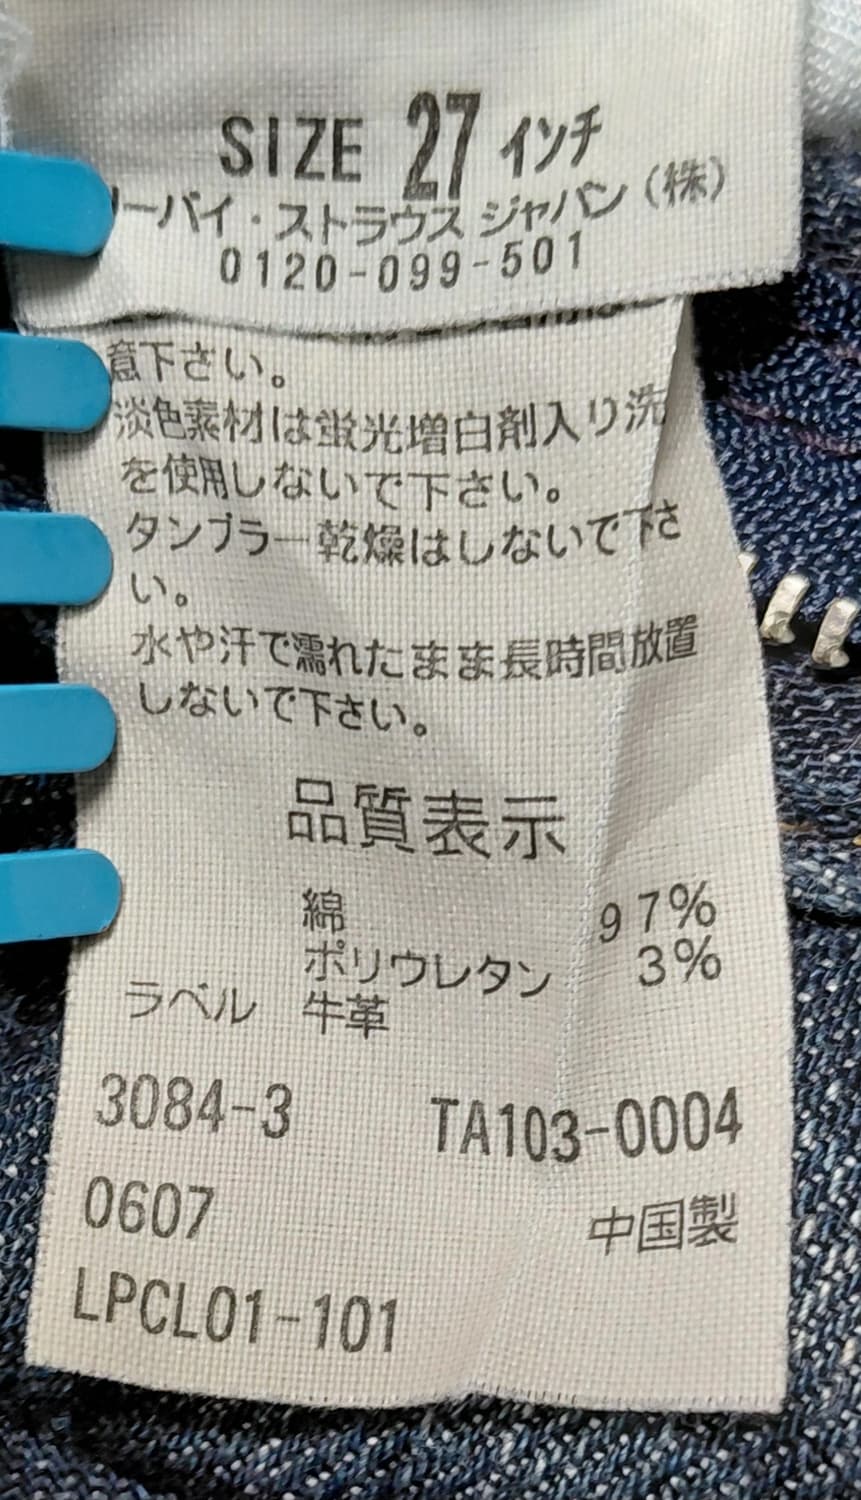 SIZE 27 インチ
ーバイ・ストラウス ジャパン（株）
0120-099-501
意下さい。
淡色素材は蛍光増白剤入り洗
を使用しないで下さい。
タンブラー乾燥はしないで下さ
い。
水や汗で濡れたまま長時間放置
しないで下さい。
品質表示
綿 97%
ポリウレタン 3%
ラベル 牛革
3084-3 TA103-0004
0607 中国製
LPCL01-101